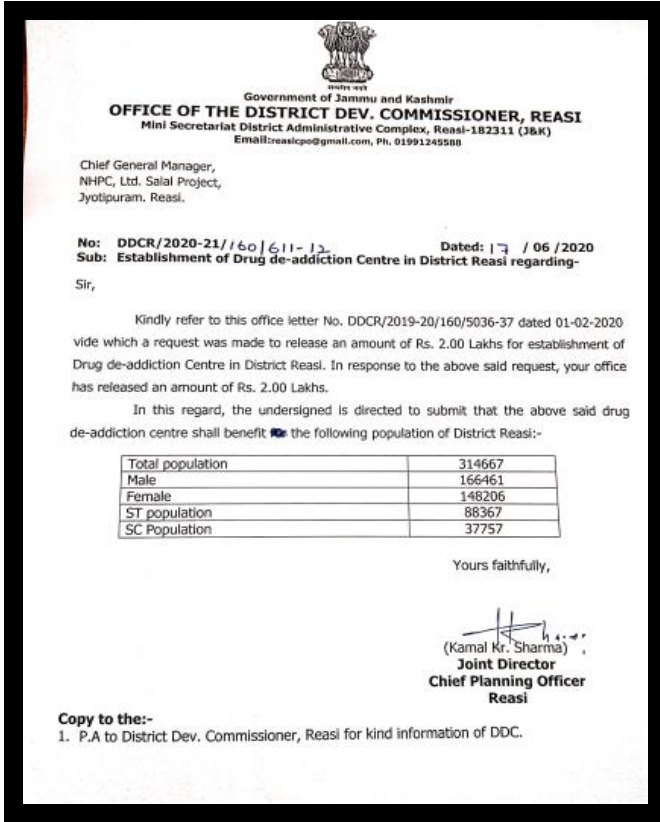 सत्यमेव जयते
Government of Jammu and Kashmir
OFFICE OF THE DISTRICT DEV. COMMISSIONER, REASI
Mini Secretariat District Administrative Complex, Reasi-182311 (J&K)
Email:reasicpo@gmail.com, Ph. 01991245588
Chief General Manager,
NHPC, Ltd. Salal Project,
Jyotipuram. Reasi.
No: DDCR/2020-21/160/611-12 Dated: 17 / 06 /2020
Sub: Establishment of Drug de-addiction Centre in District Reasi regarding-
Sir,
Kindly refer to this office letter No. DDCR/2019-20/160/5036-37 dated 01-02-2020
vide which a request was made to release an amount of Rs. 2.00 Lakhs for establishment of
Drug de-addiction Centre in District Reasi. In response to the above said request, your office
has released an amount of Rs. 2.00 Lakhs.
In this regard, the undersigned is directed to submit that the above said drug
de-addiction centre shall benefit the following population of District Reasi:-
Total population 314667
Male 166461
Female 148206
ST population 88367
SC Population 37757
Yours faithfully,
(Kamal Kr. Sharma)
Joint Director
Chief Planning Officer
Reasi
Copy to the:-
1. P.A to District Dev. Commissioner, Reasi for kind information of DDC.